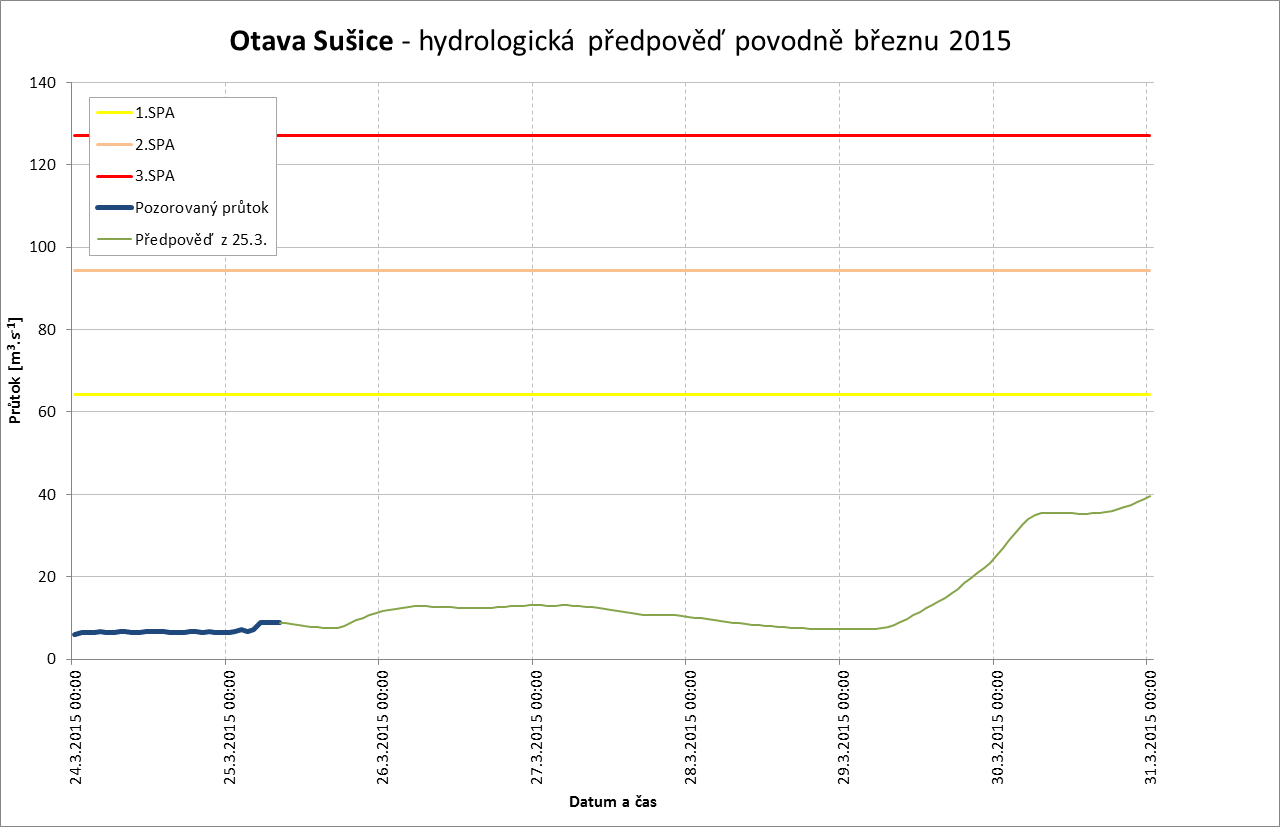 Otava Sušice - hydrologická předpověď povodně březnu 2015
140
120
100
80
60
40
20
0
Průtok [m³.s⁻¹]
1.SPA
2.SPA
3.SPA
Pozorovaný průtok
Předpověď z 25.3.
24.3.2015 00:00
25.3.2015 00:00
26.3.2015 00:00
27.3.2015 00:00
28.3.2015 00:00
29.3.2015 00:00
30.3.2015 00:00
31.3.2015 00:00
Datum a čas